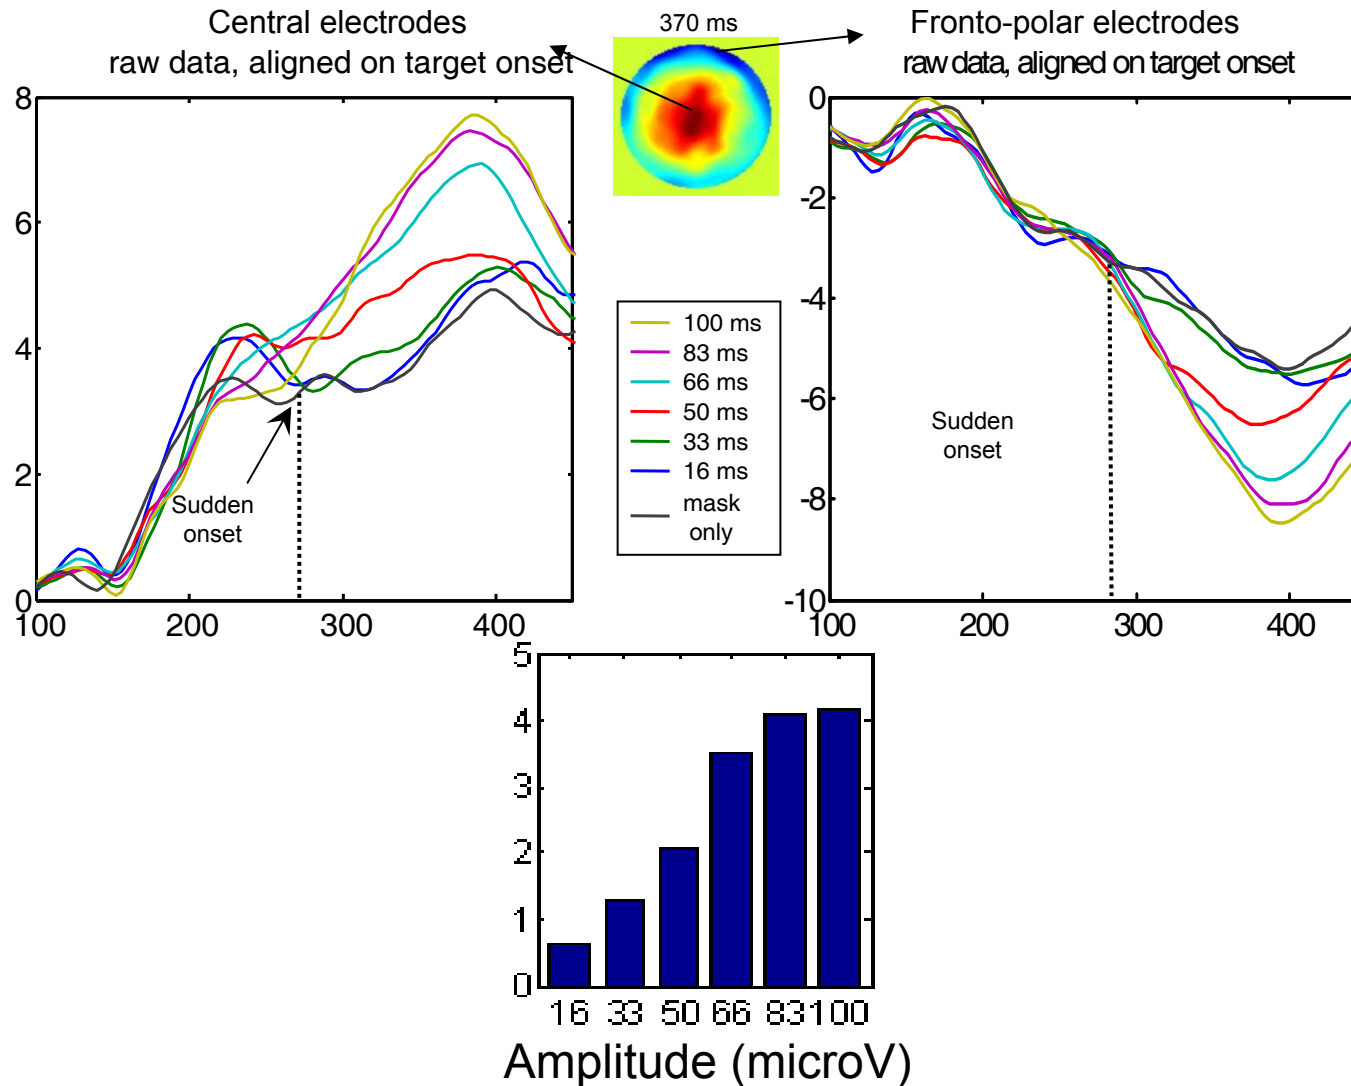 Central electrodes
raw data, aligned on target onset
370 ms
Fronto-polar electrodes
raw data, aligned on target onset
8
6
4
2
0
100
200
300
400
Sudden
onset
100 ms
83 ms
66 ms
50 ms
33 ms
16 ms
mask
only
0
-2
-4
-6
-8
-10
100
200
300
400
Sudden
onset
5
4
3
2
1
0
16 33 50 66 83 100
Amplitude (microV)